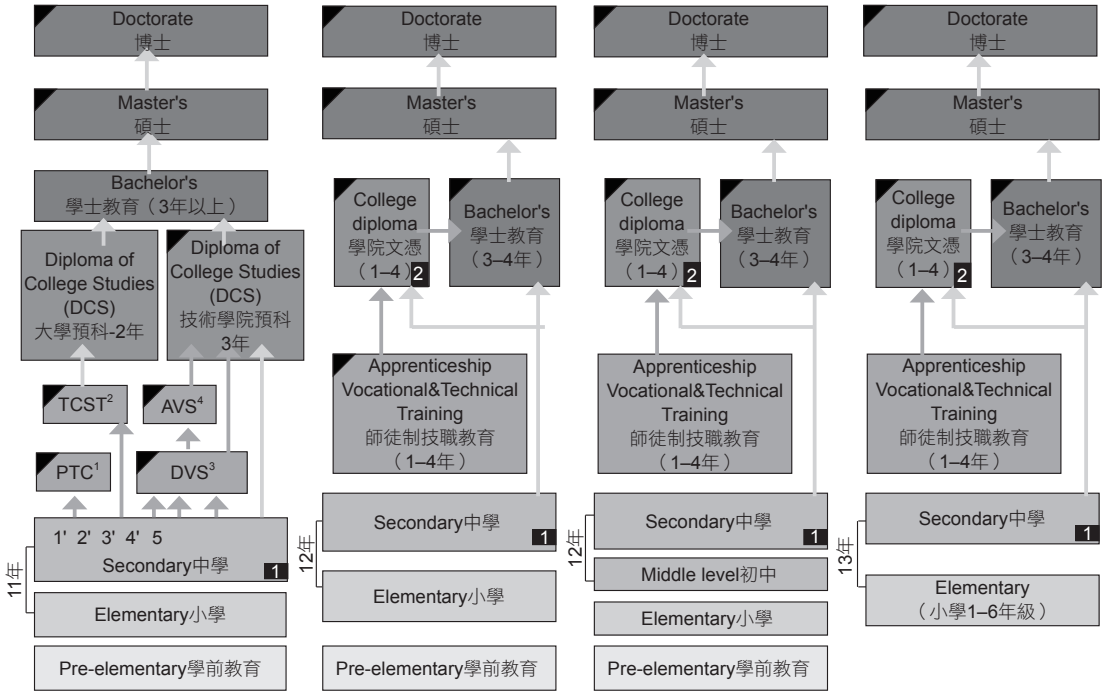 Doctorate
博士
Master's
碩士
Bachelor's
學士教育（3年以上）
Diploma of
College Studies
(DCS)
大學預科-2年
Diploma of
College Studies
(DCS)
技術學院預科
3年
TCST²
AVS⁴
PTC¹
DVS³
1' 2' 3' 4' 5
Secondary中學
1
11年
Elementary小學
Pre-elementary學前教育
Doctorate
博士
Master's
碩士
College
diploma
學院文憑
（1–4）
2
Bachelor's
學士教育
（3–4年）
Apprenticeship
Vocational&Technical
Training
師徒制技職教育
（1–4年）
Secondary中學
1
12年
Elementary小學
Pre-elementary學前教育
Doctorate
博士
Master's
碩士
College
diploma
學院文憑
（1–4）
2
Bachelor's
學士教育
（3–4年）
Apprenticeship
Vocational&Technical
Training
師徒制技職教育
（1–4年）
Secondary中學
1
12年
Middle level初中
Elementary小學
Pre-elementary學前教育
Doctorate
博士
Master's
碩士
College
diploma
學院文憑
（1–4）
2
Bachelor's
學士教育
（3–4年）
Apprenticeship
Vocational&Technical
Training
師徒制技職教育
（1–4年）
Secondary中學
1
13年
Elementary
（小學1–6年級）